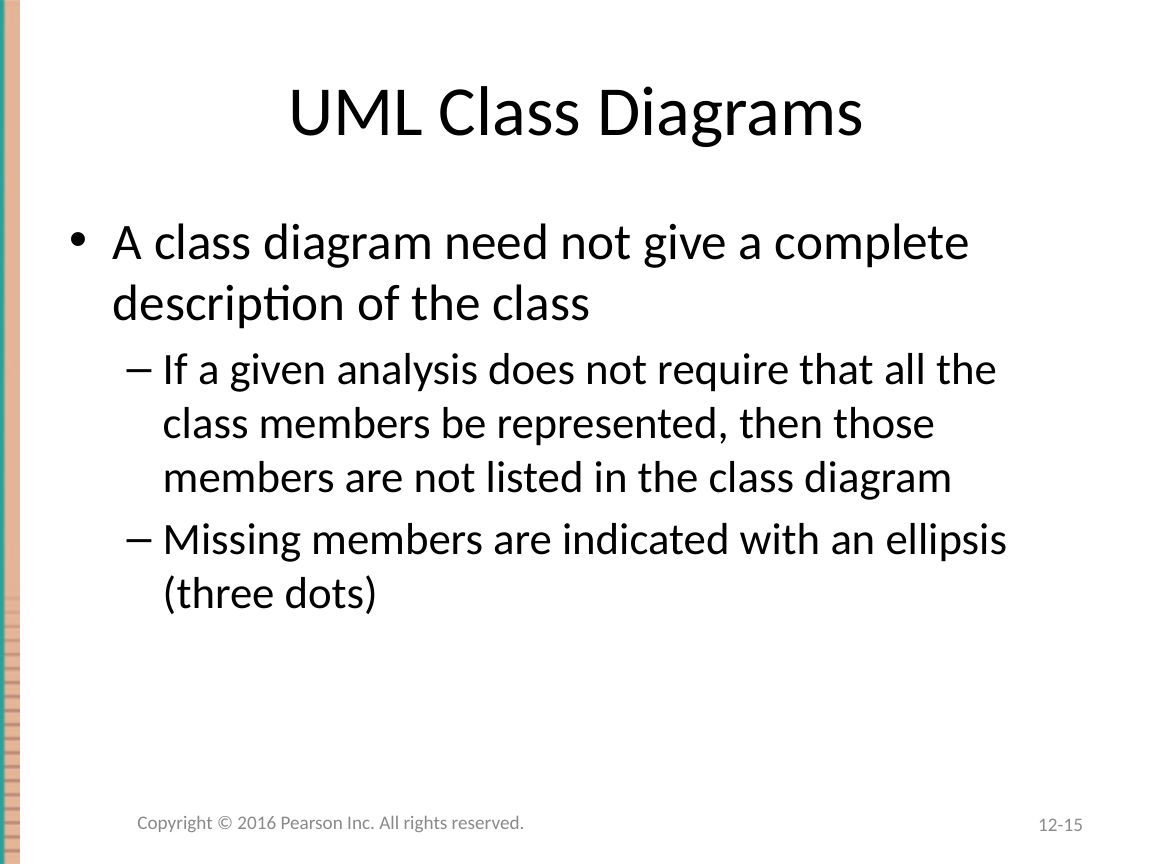 UML Class Diagrams
• A class diagram need not give a complete
description of the class
– If a given analysis does not require that all the
class members be represented, then those
members are not listed in the class diagram
– Missing members are indicated with an ellipsis
(three dots)
Copyright © 2016 Pearson Inc. All rights reserved.
12-15